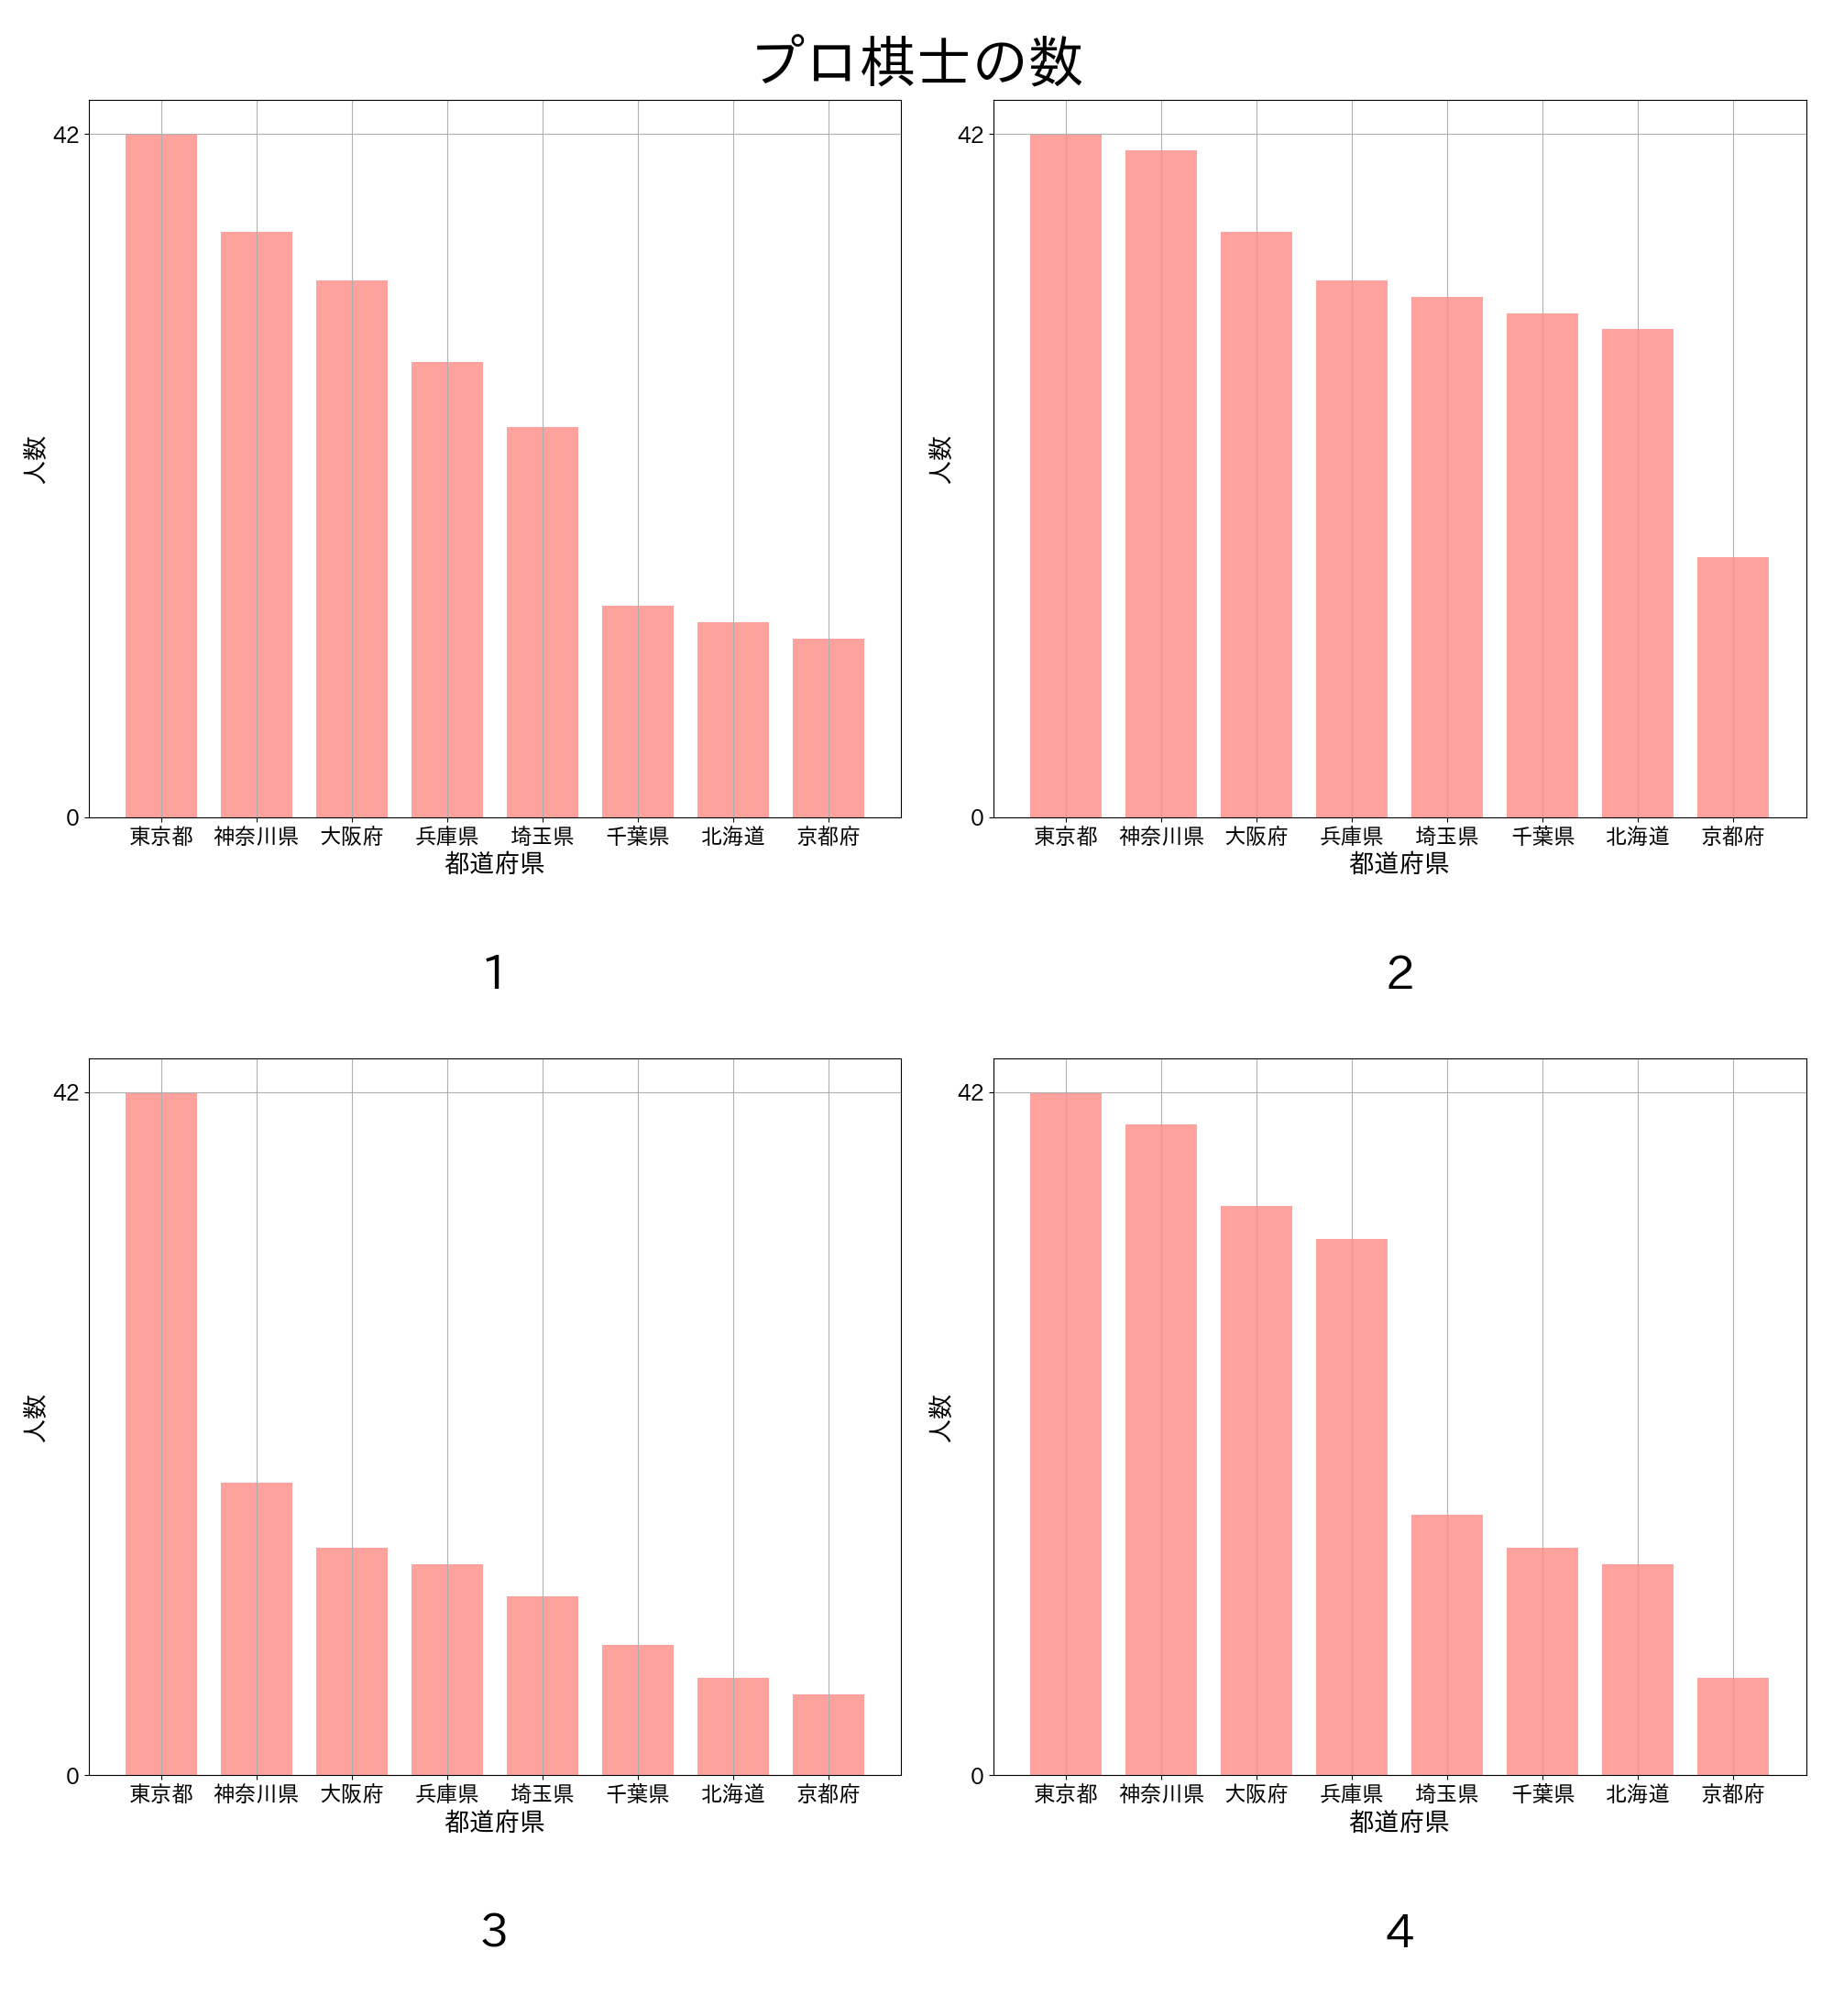 プロ棋士の数
42
人数
0
東京都 神奈川県 大阪府 兵庫県 埼玉県 千葉県 北海道 京都府
都道府県
1
42
人数
0
東京都 神奈川県 大阪府 兵庫県 埼玉県 千葉県 北海道 京都府
都道府県
2
42
人数
0
東京都 神奈川県 大阪府 兵庫県 埼玉県 千葉県 北海道 京都府
都道府県
3
42
人数
0
東京都 神奈川県 大阪府 兵庫県 埼玉県 千葉県 北海道 京都府
都道府県
4